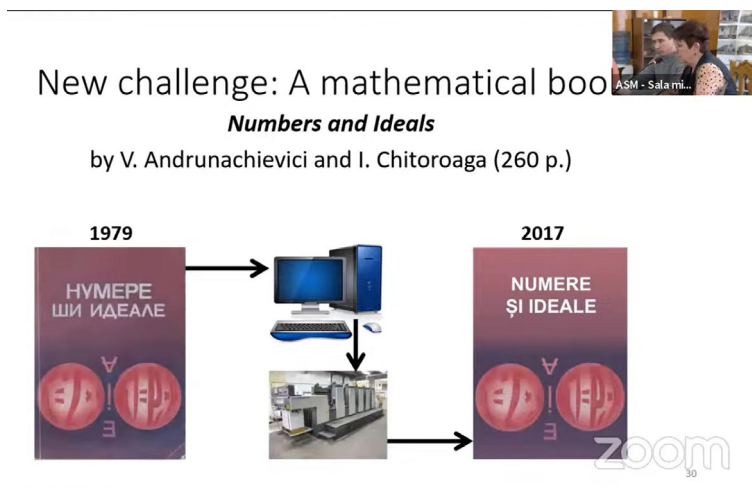 New challenge: A mathematical boo
ASM - Sala mi...
Numbers and Ideals
by V. Andrunachievici and I. Chitoroaga (260 p.)
1979
2017
НУМЕРЕ
ШИ ИДЕАЛЕ
NUMERE
ȘI IDEALE
zoom
30